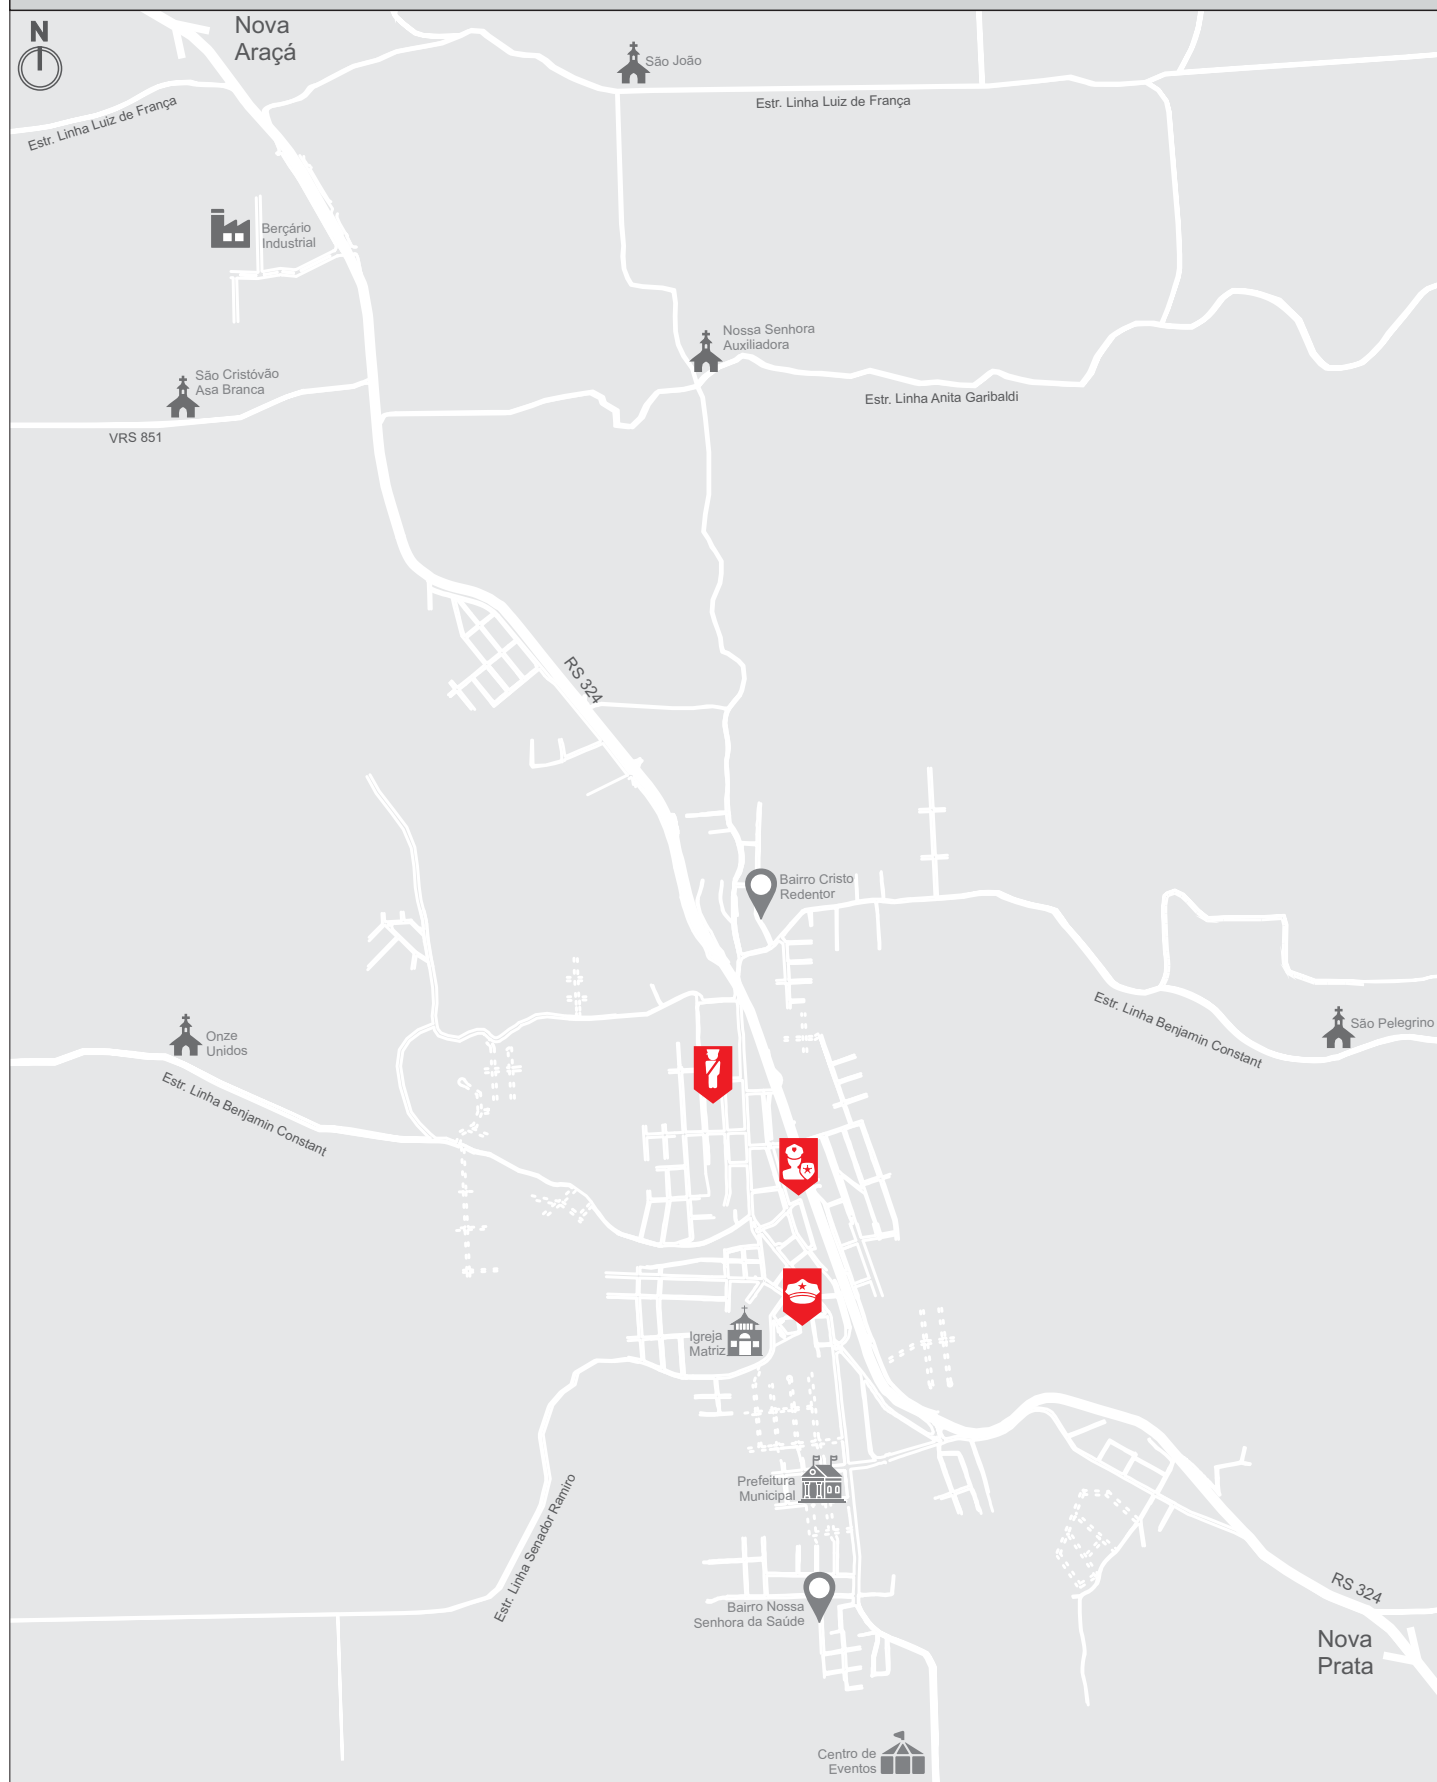 N
Nova
Araçá
São João
Estr. Linha Luiz de França
Estr. Linha Luiz de França
Berçário
Industrial
Nossa Senhora
Auxiliadora
São Cristóvão
Asa Branca
Estr. Linha Anita Garibaldi
VRS 851
RS 324
Bairro Cristo
Redentor
Estr. Linha Benjamin Constant
São Pelegrino
Onze
Unidos
Estr. Linha Benjamin Constant
Igreja
Matriz
Prefeitura
Municipal
Estr. Linha Senador Ramiro
RS 324
Bairro Nossa
Senhora da Saúde
Nova
Prata
Centro de
Eventos